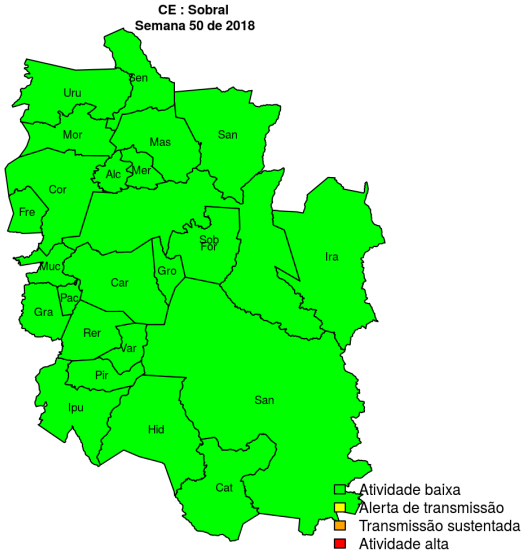 CE : Sobral
Semana 50 de 2018
Sen
Uru
Mor
Mas
San
Alc
Mer
Cor
Fre
Sob
For
Ira
Muc
Gro
Car
Pac
Gra
Rer
Var
Pir
Ipu
San
Hid
Cat
Atividade baixa
Alerta de transmissão
Transmissão sustentada
Atividade alta